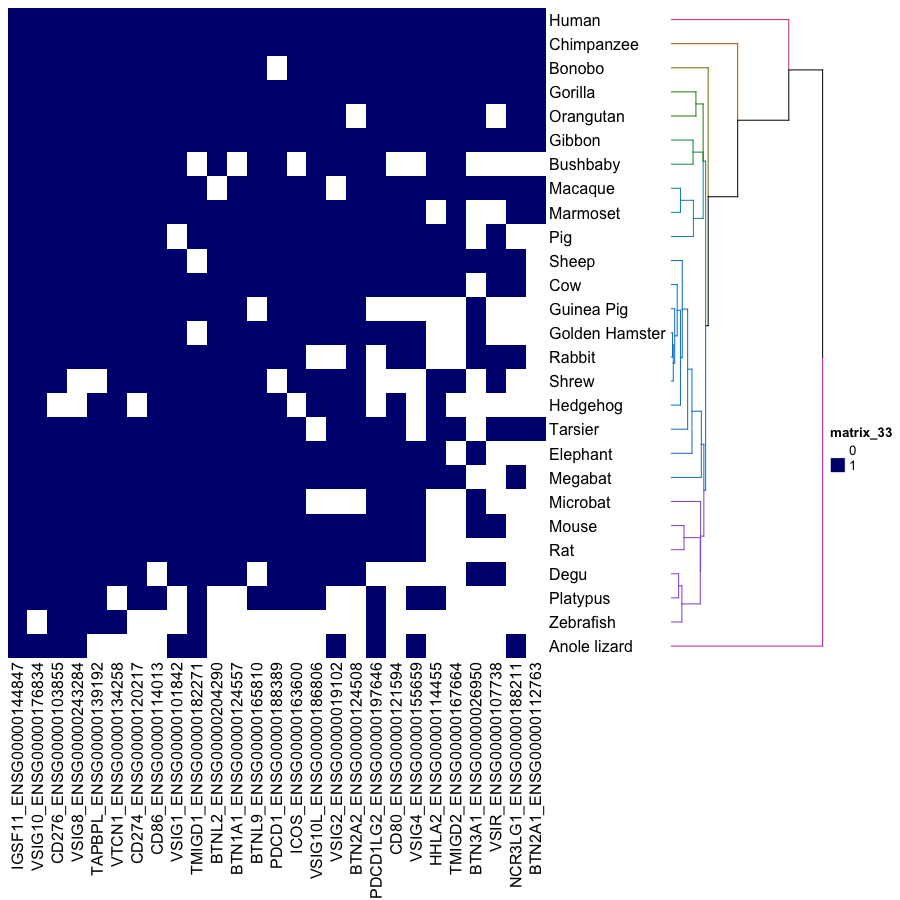 Human
Chimpanzee
Bonobo
Gorilla
Orangutan
Gibbon
Bushbaby
Macaque
Marmoset
Pig
Sheep
Cow
Guinea Pig
Golden Hamster
Rabbit
Shrew
Hedgehog
Tarsier
Elephant
Megabat
Microbat
Mouse
Rat
Degu
Platypus
Zebrafish
Anole lizard
matrix_33
0
1
IGSF11_ENSG00000144847
VSIG10_ENSG00000176834
CD276_ENSG00000103855
VSIG8_ENSG00000243284
TAPBPL_ENSG00000139192
VTCN1_ENSG00000134258
CD274_ENSG00000120217
CD86_ENSG00000114013
VSIG1_ENSG00000101842
TMIGD1_ENSG00000182271
BTNL2_ENSG00000204290
BTN1A1_ENSG00000124557
BTNL9_ENSG00000165810
PDCD1_ENSG00000188389
ICOS_ENSG00000163600
VSIG10L_ENSG00000186806
VSIG2_ENSG00000019102
BTN2A2_ENSG00000124508
PDCD1LG2_ENSG00000197646
CD80_ENSG00000121594
VSIG4_ENSG00000155659
HHLA2_ENSG00000114455
TMIGD2_ENSG00000167664
BTN3A1_ENSG00000026950
VSIR_ENSG00000107738
NCR3LG1_ENSG00000188211
BTN2A1_ENSG00000112763